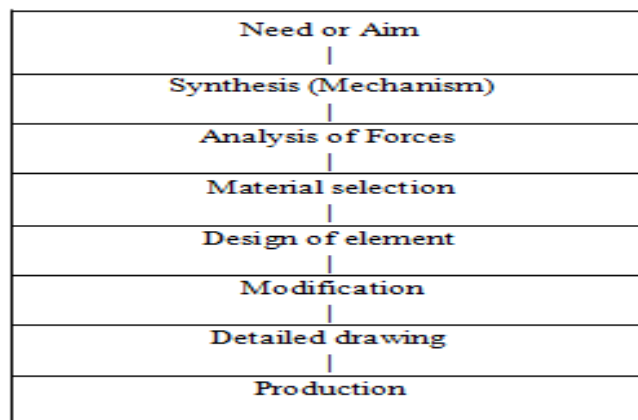 Need or Aim
|
Synthesis (Mechanism)
|
Analysis of Forces
|
Material selection
|
Design of element
|
Modification
|
Detailed drawing
|
Production